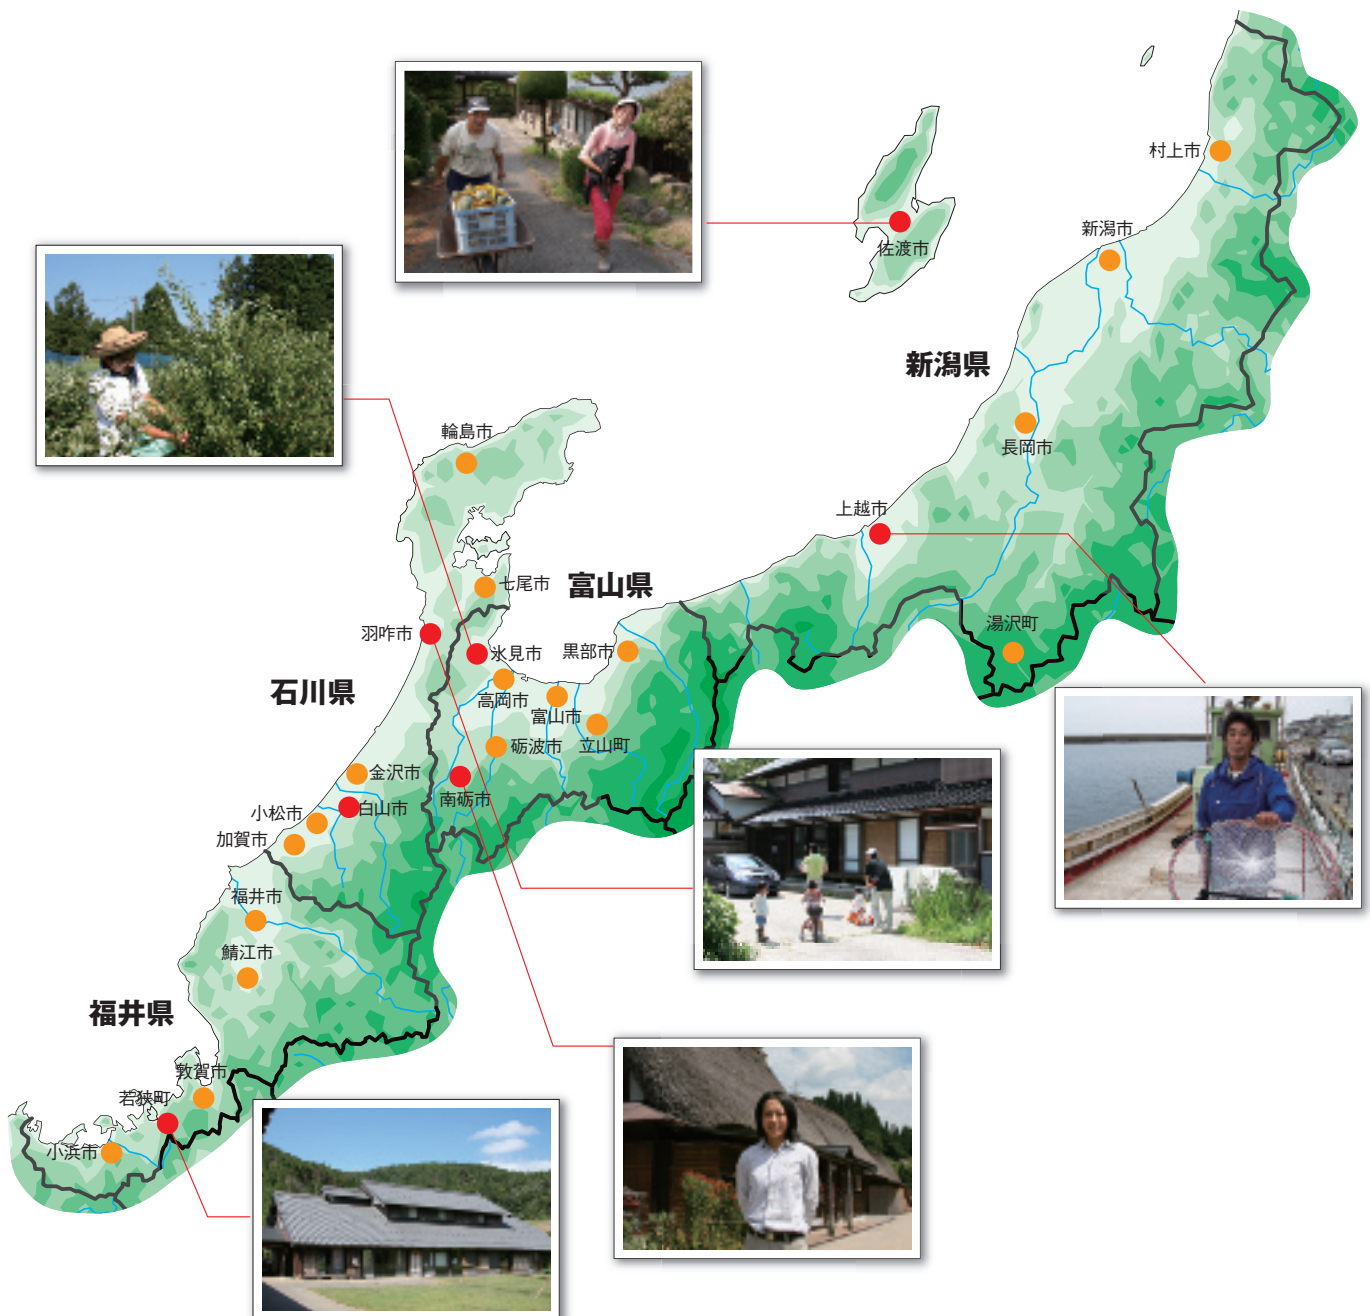 村上市
新潟市
佐渡市
新潟県
輪島市
長岡市
上越市
七尾市
富山県
湯沢町
羽咋市
氷見市
黒部市
石川県
高岡市
富山市
砺波市
立山町
金沢市
南砺市
白山市
小松市
加賀市
福井市
鯖江市
福井県
敦賀市
若狭町
小浜市